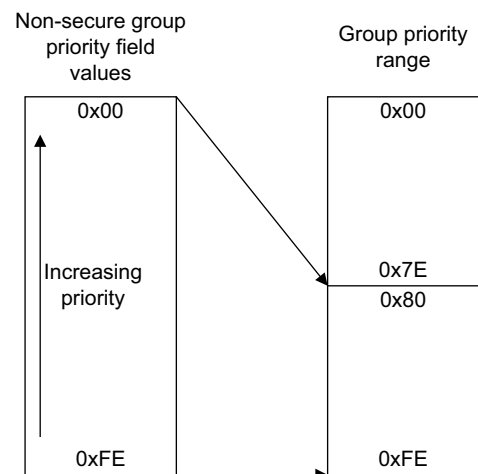 Non-secure group
priority field
values
Group priority
range
0x00
0x00
Increasing
priority
0x7E
0x80
0xFE
0xFE